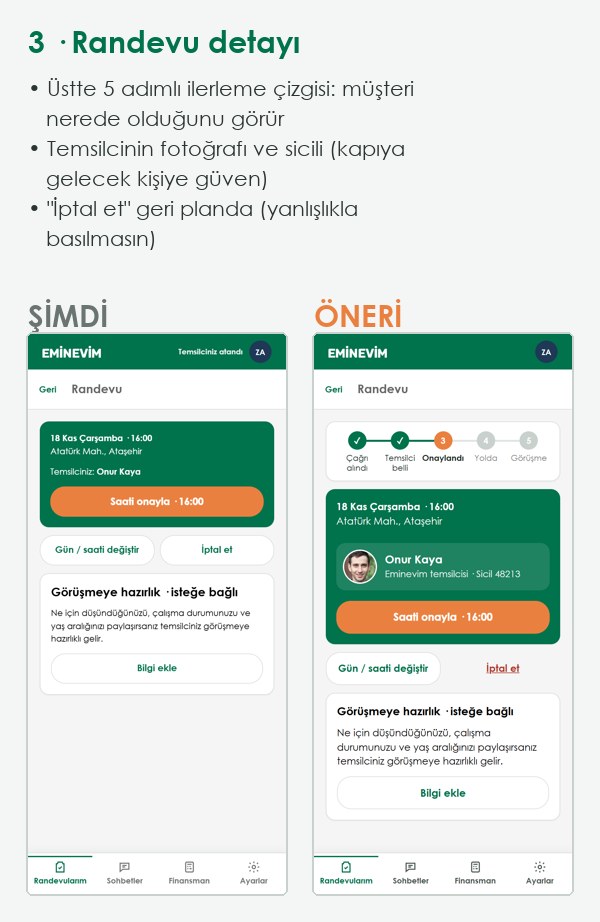 3 · Randevu detayı
• Üstte 5 adımlı ilerleme çizgisi: müşteri
nerede olduğunu görür
• Temsilcinin fotoğrafı ve sicili (kapıya
gelecek kişiye güven)
• "İptal et" geri planda (yanlışlıkla
basılmasın)
ŞİMDİ
EMİNEVİM
Temsilciniz atandı
ZA
Geri
Randevu
18 Kas Çarşamba · 16:00
Atatürk Mah., Ataşehir
Temsilciniz: Onur Kaya
Saati onayla · 16:00
Gün / saati değiştir
İptal et
Görüşmeye hazırlık · isteğe bağlı
Ne için düşündüğünüzü, çalışma durumunuzu ve
yaş aralığınızı paylaşırsanız temsilciniz görüşmeye
hazırlıklı gelir.
Bilgi ekle
Randevularım
Sohbetler
Finansman
Ayarlar
ÖNERİ
EMİNEVİM
ZA
Geri
Randevu
3
4
5
Çağrı
alındı
Temsilci
belli
Onaylandı
Yolda
Görüşme
18 Kas Çarşamba · 16:00
Atatürk Mah., Ataşehir
Onur Kaya
Eminevim temsilcisi · Sicil 48213
Saati onayla · 16:00
Gün / saati değiştir
İptal et
Görüşmeye hazırlık · isteğe bağlı
Ne için düşündüğünüzü, çalışma
durumunuzu ve yaş aralığınızı paylaşırsanız
temsilciniz görüşmeye hazırlıklı gelir.
Bilgi ekle
Randevularım
Sohbetler
Finansman
Ayarlar